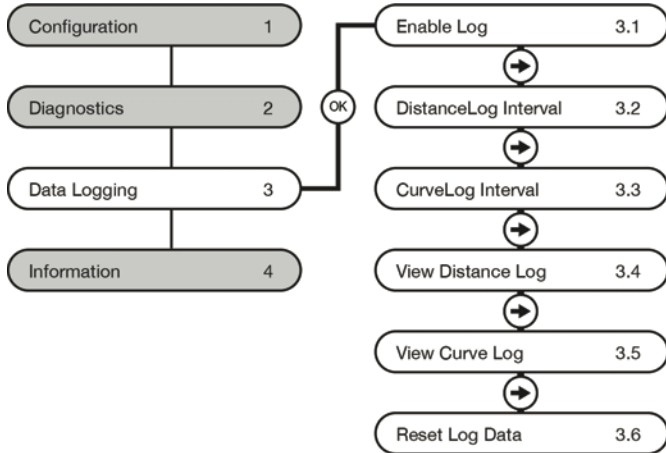 Configuration 1
Diagnostics 2
Data Logging 3
Information 4
OK
Enable Log 3.1
DistanceLog Interval 3.2
CurveLog Interval 3.3
View Distance Log 3.4
View Curve Log 3.5
Reset Log Data 3.6